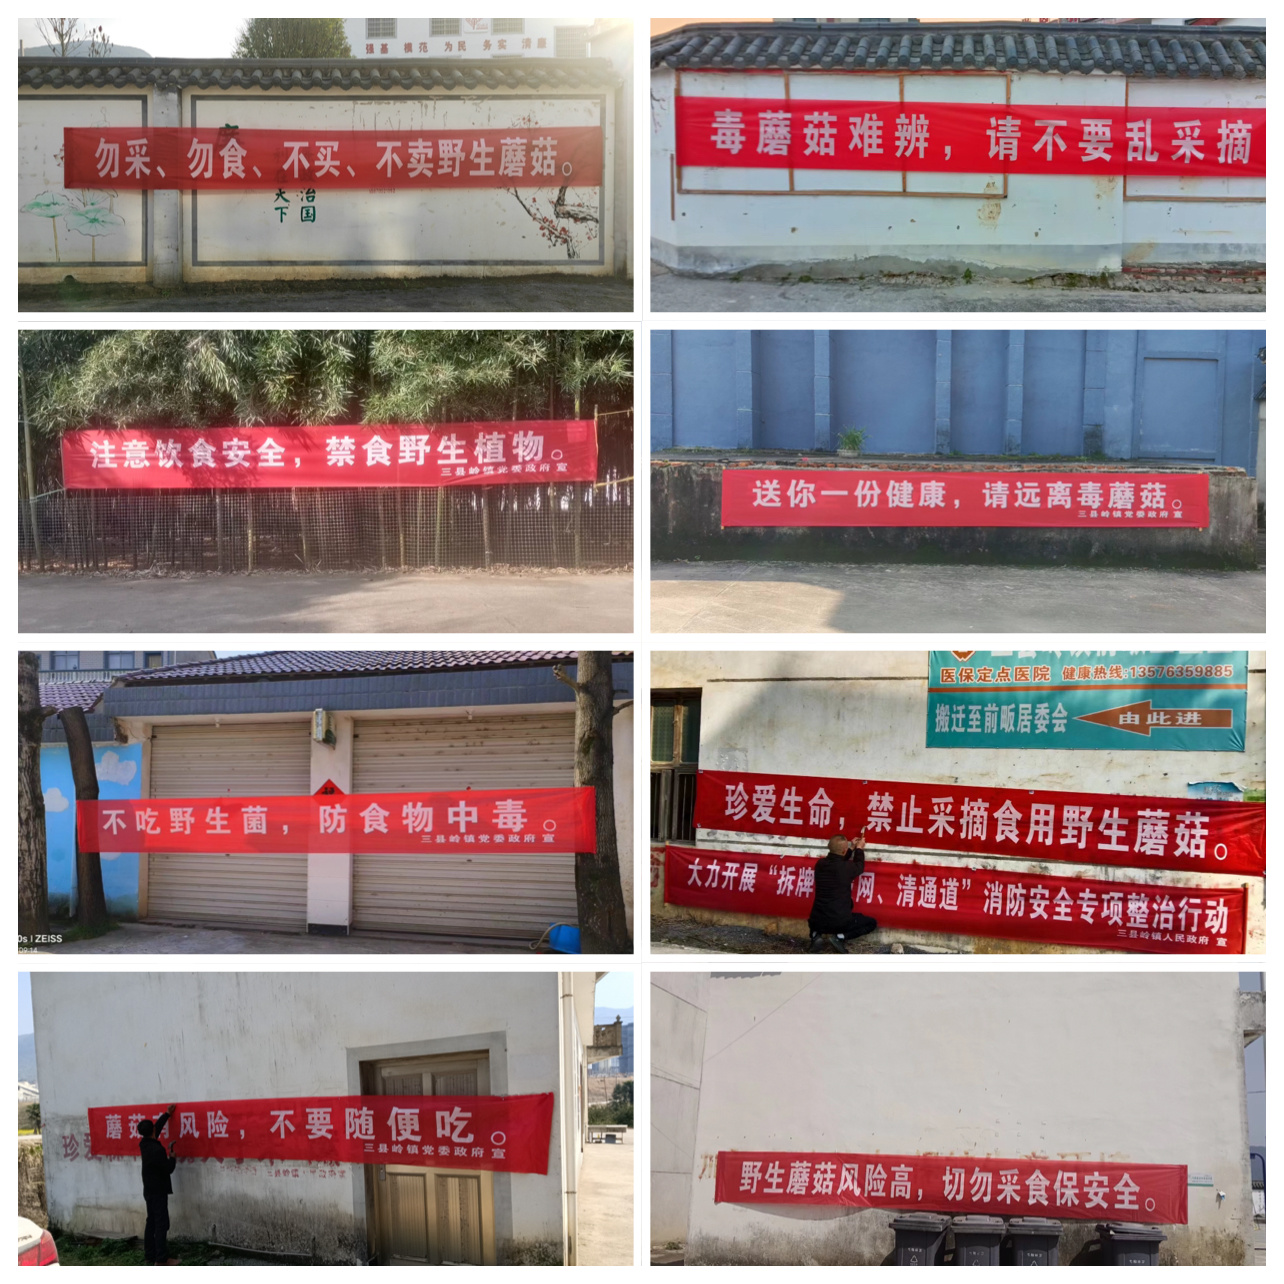 强基 模范 为民 务实 清廉
勿采、勿食、不买、不卖野生蘑菇。
天 治
下 国
毒蘑菇难辨，请不要乱采摘
注意饮食安全，禁食野生植物。
三县岭镇党委政府 宣
送你一份健康，请远离毒蘑菇。
三县岭镇党委政府 宣
不吃野生菌，防食物中毒。
三县岭镇党委政府 宣
0s | ZEISS
09:14
医保定点医院 健康热线:13576359885
搬迁至前畈居委会
由此进
珍爱生命，禁止采摘食用野生蘑菇。
大力开展“拆牌 网、清通道”消防安全专项整治行动
三县岭镇人民政府 宣
蘑菇 风险，不要随便吃。
三县岭镇党委政府 宣
珍爱
野生蘑菇风险高，切勿采食保安全。